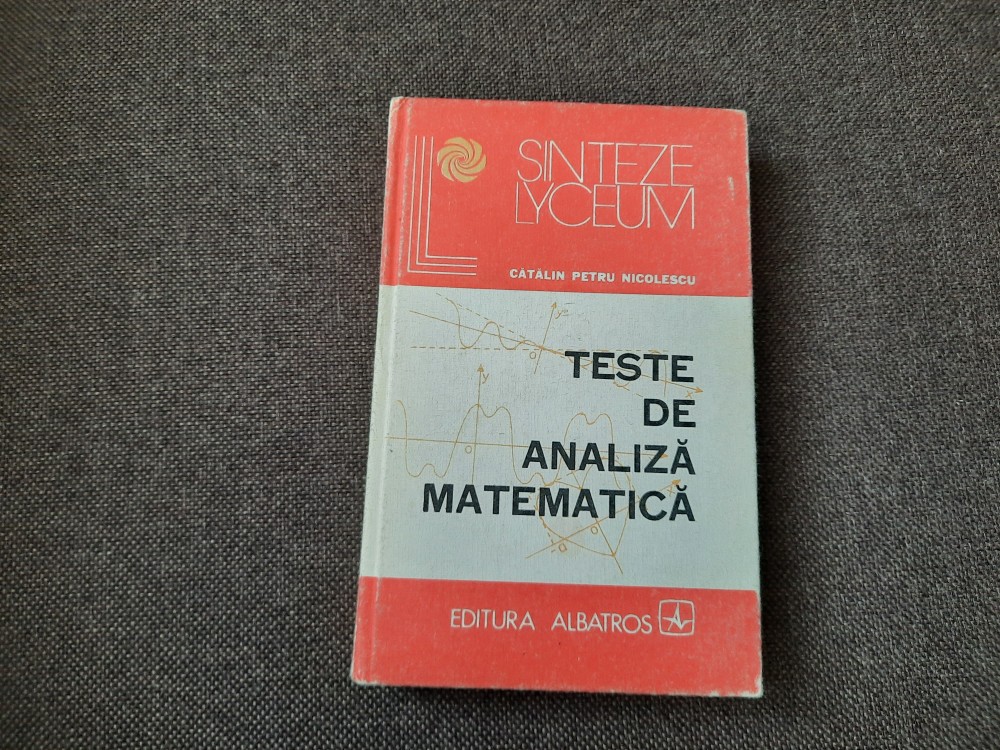 SINTEZE
LYCEUM
CĂTĂLIN PETRU NICOLESCU
TESTE
DE
ANALIZĂ
MATEMATICĂ
EDITURA ALBATROS
y
o
o
o
x